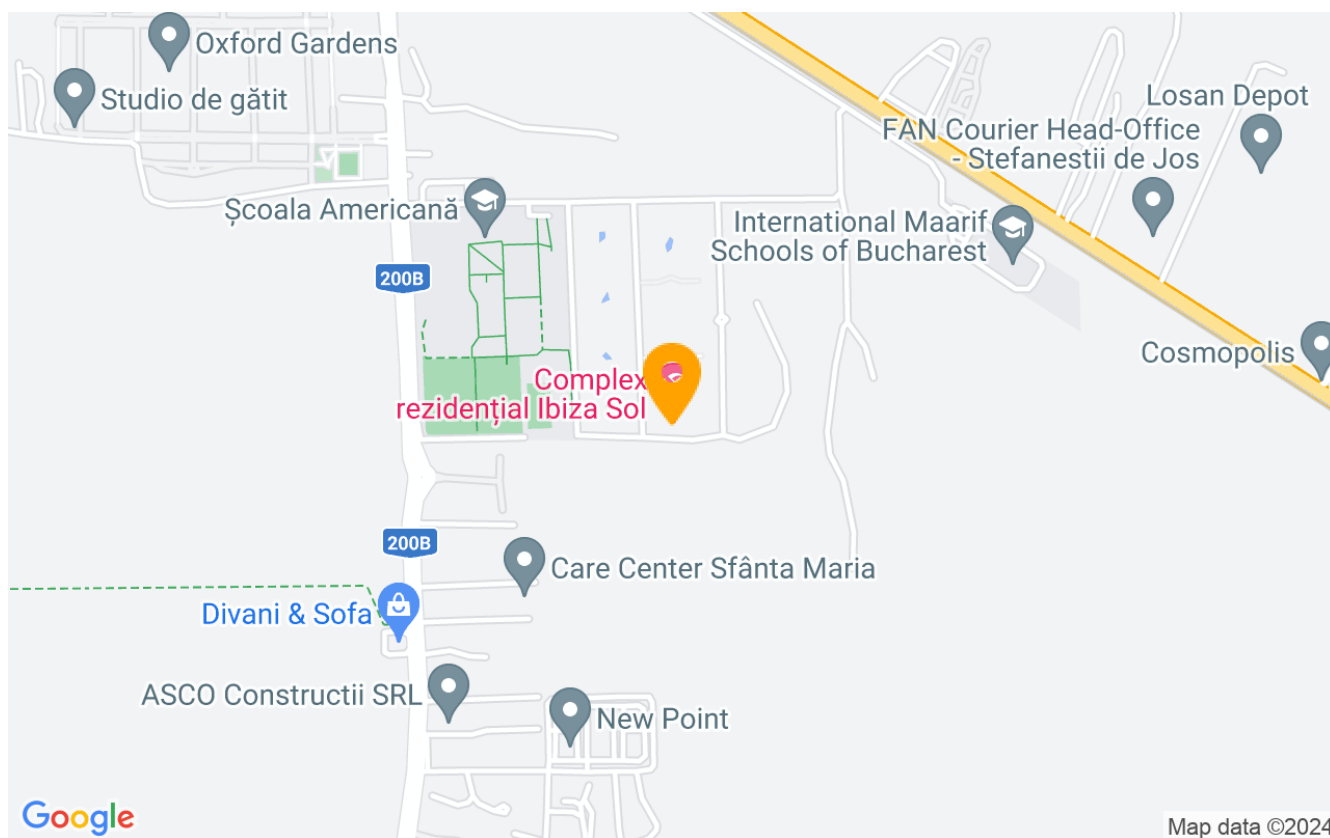 Oxford Gardens
Studio de gătit
Losan Depot
FAN Courier Head-Office
- Stefanestii de Jos
Școala Americană
International Maarif
Schools of Bucharest
200B
Cosmopolis
Complex
rezidențial Ibiza Sol
200B
Care Center Sfânta Maria
Divani & Sofa
ASCO Constructii SRL
New Point
Google
Map data ©2024